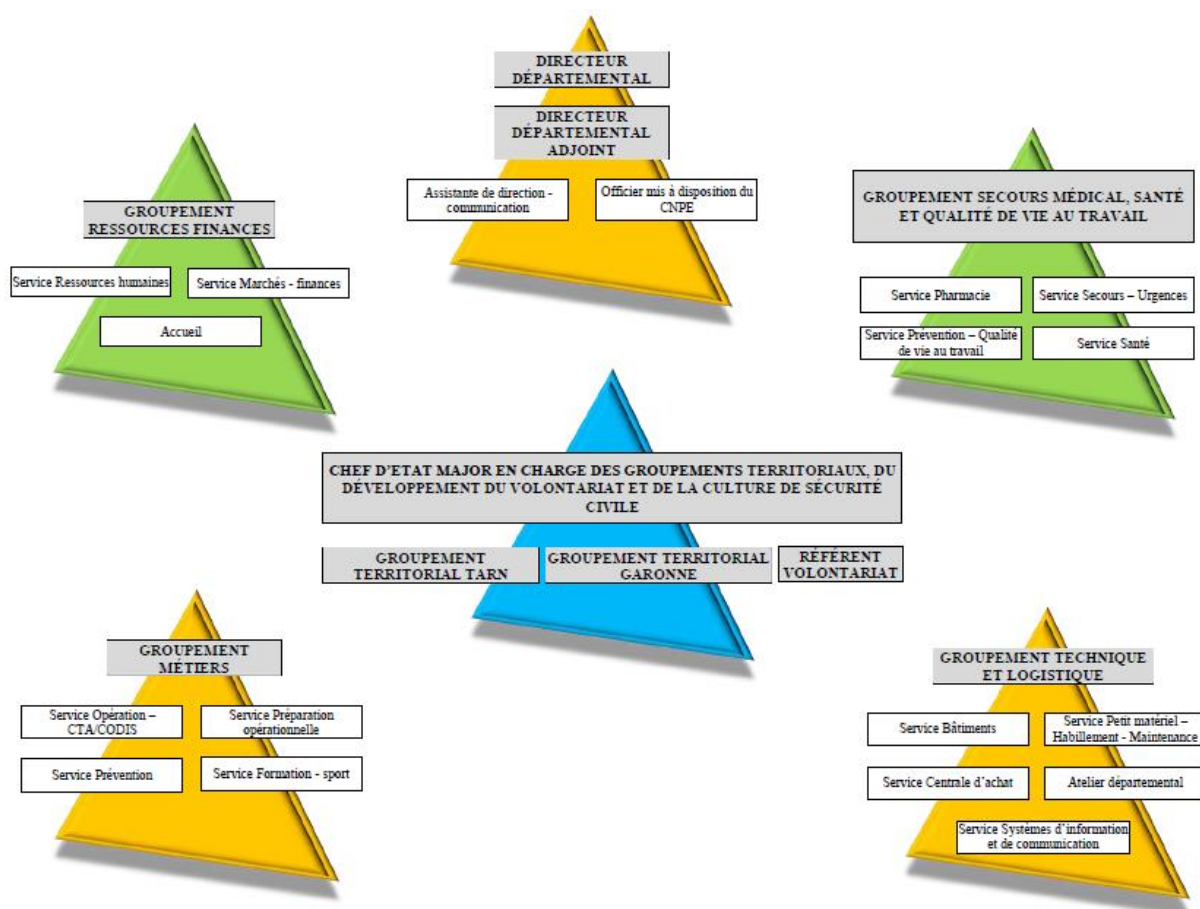 DIRECTEUR
DÉPARTEMENTAL
DIRECTEUR
DÉPARTEMENTAL
ADJOINT
Assistante de direction -
communication
Officier mis à disposition du
CNPE
GROUPEMENT
RESSOURCES FINANCES
Service Ressources humaines
Service Marchés - finances
Accueil
GROUPEMENT SECOURS MÉDICAL, SANTÉ
ET QUALITÉ DE VIE AU TRAVAIL
Service Pharmacie
Service Secours – Urgences
Service Prévention – Qualité
de vie au travail
Service Santé
CHEF D'ETAT MAJOR EN CHARGE DES GROUPEMENTS TERRITORIAUX, DU
DÉVELOPPEMENT DU VOLONTARIAT ET DE LA CULTURE DE SÉCURITÉ
CIVILE
GROUPEMENT
TERRITORIAL TARN
GROUPEMENT TERRITORIAL
GARONNE
RÉFÉRENT
VOLONTARIAT
GROUPEMENT
MÉTIERS
Service Opération –
CTA/CODIS
Service Préparation
opérationnelle
Service Prévention
Service Formation - sport
GROUPEMENT TECHNIQUE
ET LOGISTIQUE
Service Bâtiments
Service Petit matériel –
Habillement - Maintenance
Service Centrale d'achat
Atelier départemental
Service Systèmes d'information
et de communication